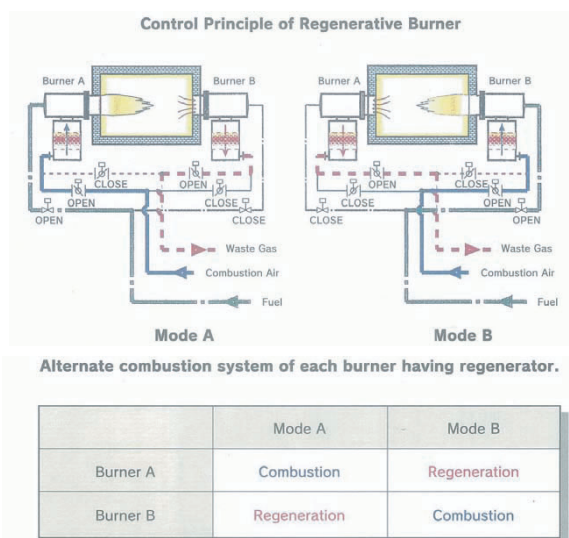 Control Principle of Regenerative Burner
Burner A
Burner B
Burner A
Burner B
CLOSE
OPEN
OPEN
CLOSE
OPEN
CLOSE
OPEN
CLOSE
CLOSE
OPEN
CLOSE
OPEN
Waste Gas
Waste Gas
Combustion Air
Combustion Air
Fuel
Fuel
Mode A
Mode B
Alternate combustion system of each burner having regenerator.
Mode A
Mode B
Burner A
Combustion
Regeneration
Burner B
Regeneration
Combustion